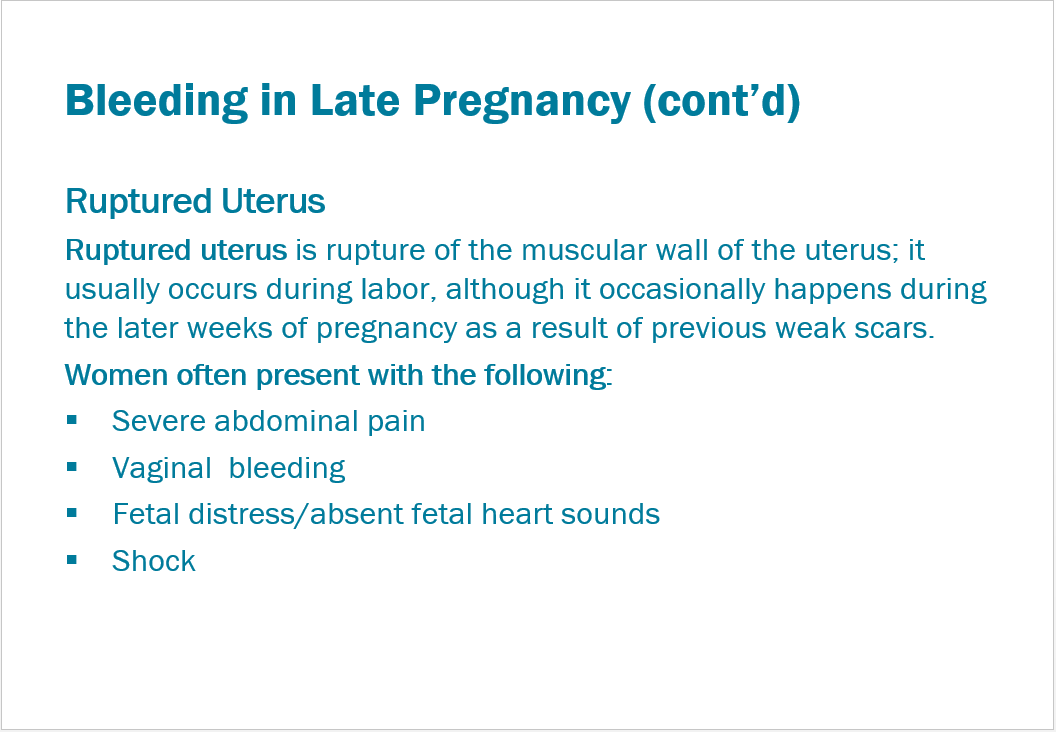 Bleeding in Late Pregnancy (cont’d)
Ruptured Uterus
Ruptured uterus is rupture of the muscular wall of the uterus; it
usually occurs during labor, although it occasionally happens during
the later weeks of pregnancy as a result of previous weak scars.
Women often present with the following:
▪ Severe abdominal pain
▪ Vaginal  bleeding
▪ Fetal distress/absent fetal heart sounds
▪ Shock